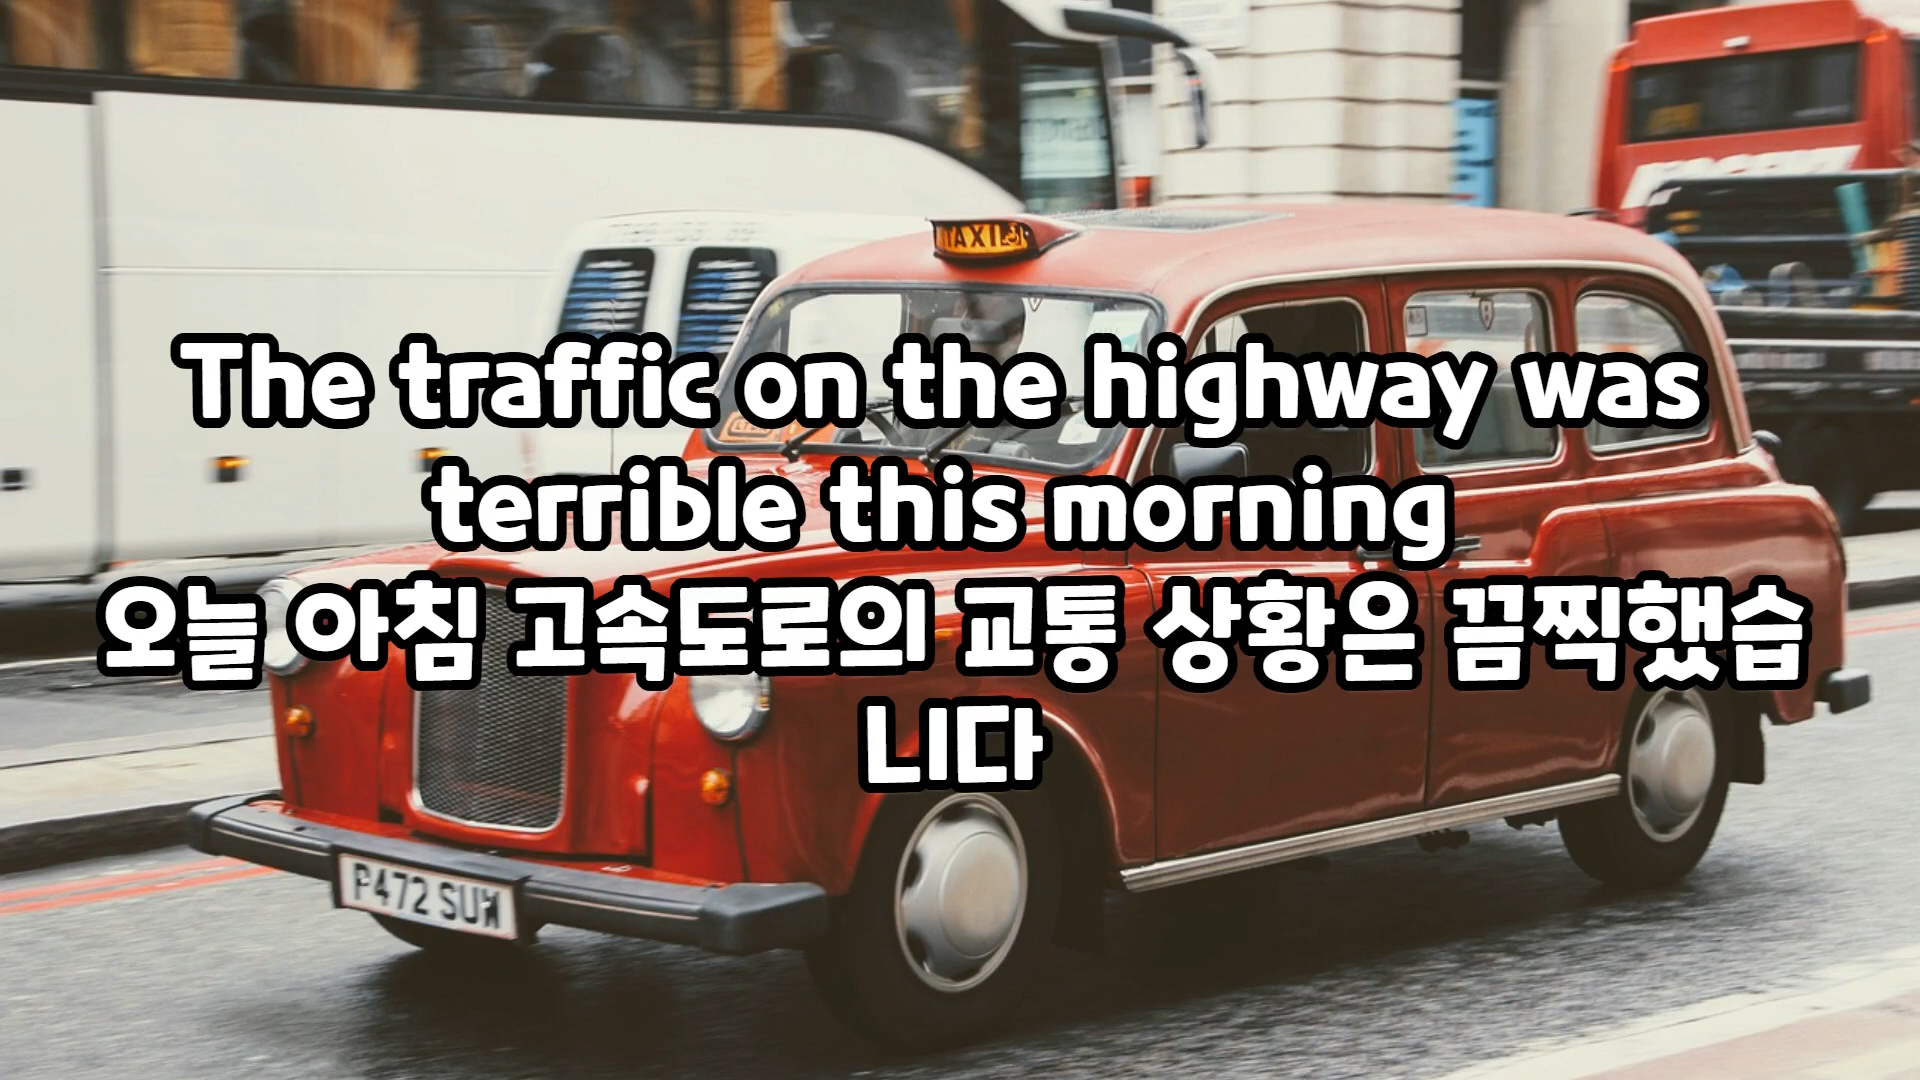 TAXI
The traffic on the highway was
terrible this morning
오늘 아침 고속도로의 교통 상황은 끔찍했습
니다
P472 SUW